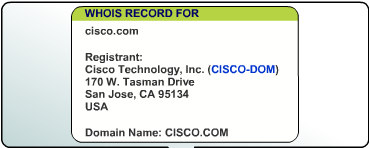 WHOIS RECORD FOR
cisco.com
Registrant:
Cisco Technology, Inc. (CISCO-DOM)
170 W. Tasman Drive
San Jose, CA 95134
USA
Domain Name: CISCO.COM